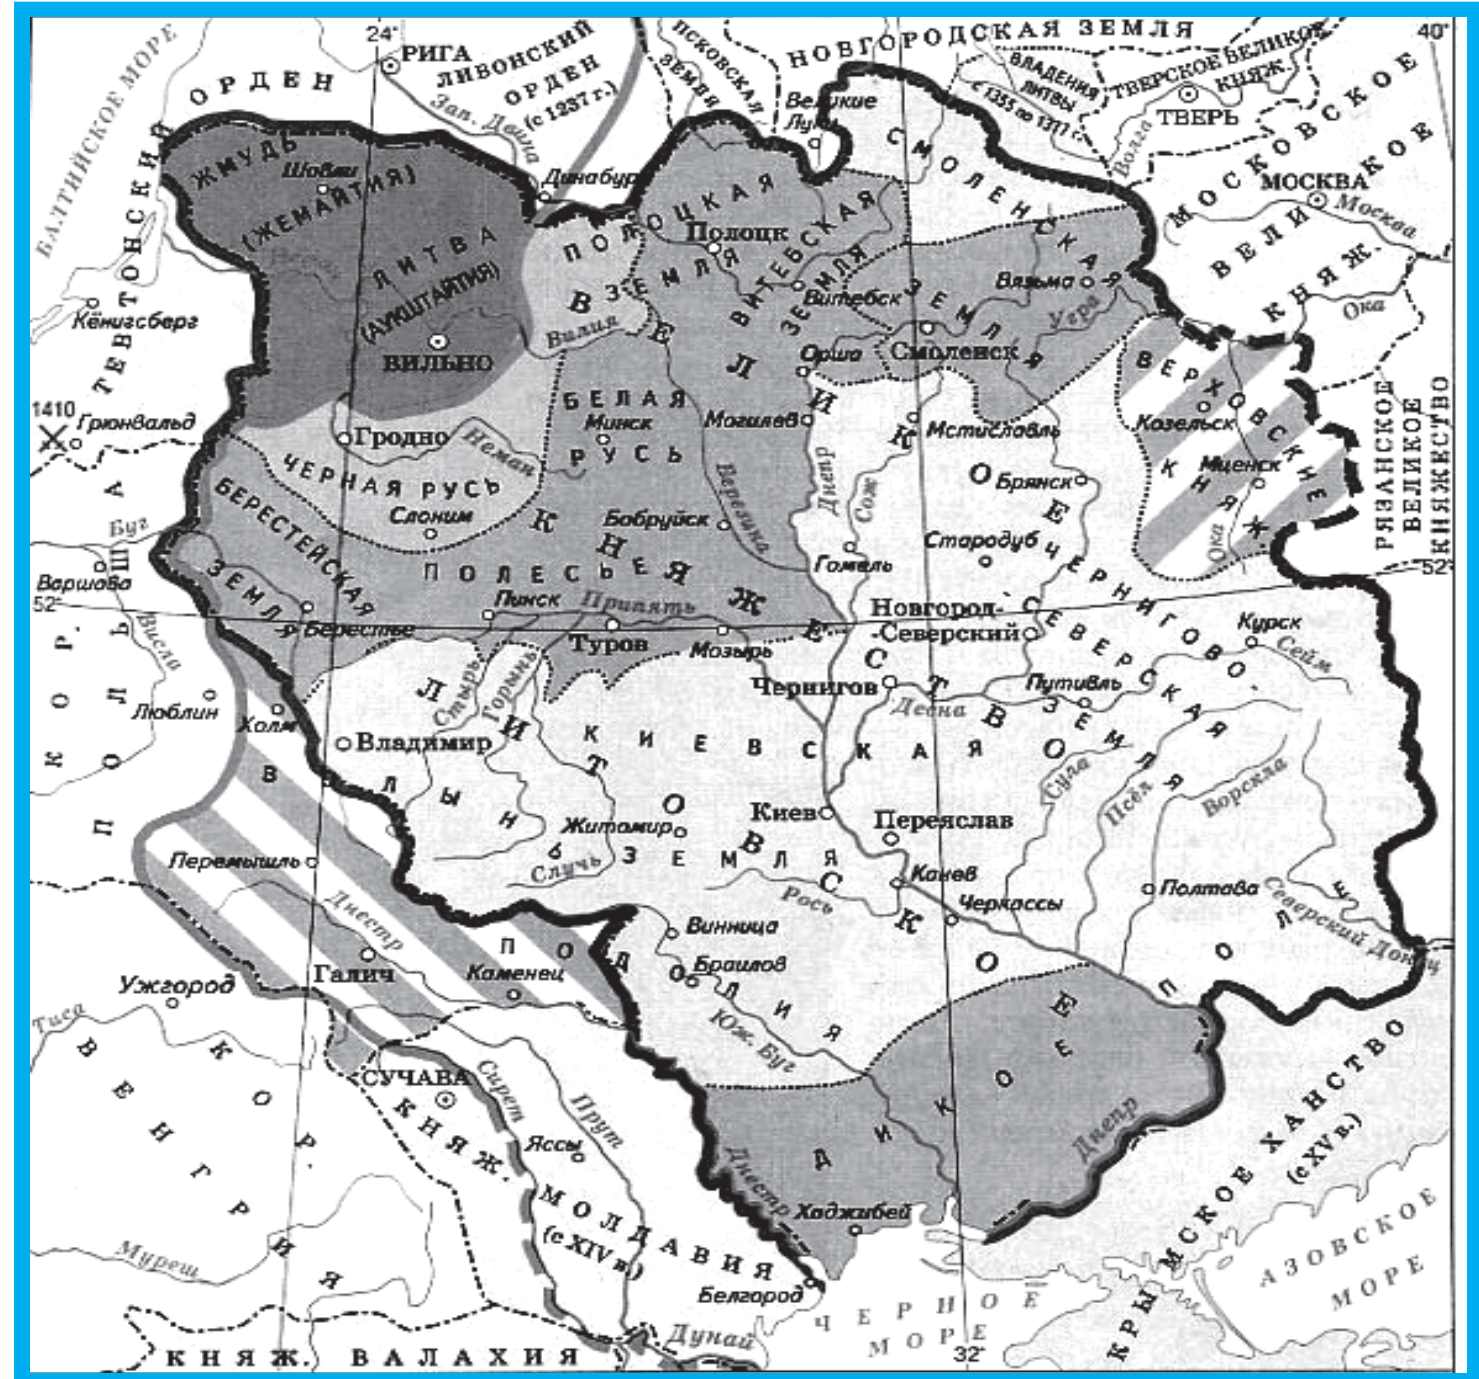 24°
40°
БАЛТИЙСКОЕ МОРЕ
РИГА
ОРДЕН
ЛИВОНСКИЙ
ОРДЕН
(с 1237 г.)
Зап. Двина
ПСКОВСКАЯ
ЗЕМЛЯ
НОВГОРОДСКАЯ ЗЕМЛЯ
ВЛАДЕНИЯ
ЛИТВЫ
ТВЕРСКОЕ ВЕЛИКОЕ
КНЯЖ.
ТВЕРЬ
Волга
Великие
Луки
МОСКОВСКОЕ
МОСКВА
Москва
ВЕЛИКОЕ
КНЯЖ.
Ока
ТЕВТОНСКИЙ
ЖМУДЬ
Шовли
(ЖЕМАЙТИЯ)
ЛИТВА
(АУКШТАЙТИЯ)
ВИЛЬНО
Динабург
ПОЛОЦКАЯ
ЗЕМЛЯ
Полоцк
ВИТЕБСКАЯ
ЗЕМЛЯ
Витебск
СМОЛЕНСКАЯ
ЗЕМЛЯ
Вязьма
Угра
Орша
Смоленск
Вилия
Кёнигсберг
1410
Грюнвальд
БЕЛАЯ
РУСЬ
Минск
Могилев
Мстиславль
ВЕРХОВСКИЕ
КНЯЖ.
Козельск
Мценск
Ока
РЯЗАНСКОЕ
ВЕЛИКОЕ
КНЯЖЕСТВО
Гродно
Неман
ЧЕРНАЯ РУСЬ
Слоним
Бобруйск
Березина
Днепр
Сож
Брянск
Стародуб
Гомель
БЕРЕСТЕЙСКАЯ
ЗЕМЛЯ
ПОЛЕСЬЕ
Буг
Варшава
52°
52°
Висла
Берестье
Пинск
Припять
Туров
Мозырь
Новгород-
-Северский
ЧЕРНИГОВО-
-СЕВЕРСКАЯ
ЗЕМЛЯ
Курск
Сейм
Чернигов
Десна
Путивль
КОР.
ПОЛЬША
Люблин
Холм
Стырь
Горынь
Владимир
ВЕЛИКОЕ
КНЯЖЕСТВО
ЛИТОВСКОЕ
КИЕВСКАЯ
ЗЕМЛЯ
ВОЛЫНЬ
Сула
Псёл
Ворскла
Житомир
Киев
Переяслав
Случь
Перемышль
Рось
Канев
Черкассы
Полтава
Северский Донец
Днестр
Галич
Винница
Браилов
ПОДОЛИЯ
Каменец
Юж. Буг
Ужгород
Тиса
КОР.
ВЕНГРИЯ
ДИКОЕ ПОЛЕ
Днепр
СУЧАВА
Сирет
Прут
Яссы
КНЯЖ.
МОЛДАВИЯ
Днестр
Хаджибей
Белгород
Муреш
КНЯЖ. ВАЛАХИЯ
Дунай
ЧЕРНОЕ
МОРЕ
32°
КРЫМСКОЕ ХАНСТВО
(с XV в.)
АЗОВСКОЕ
МОРЕ